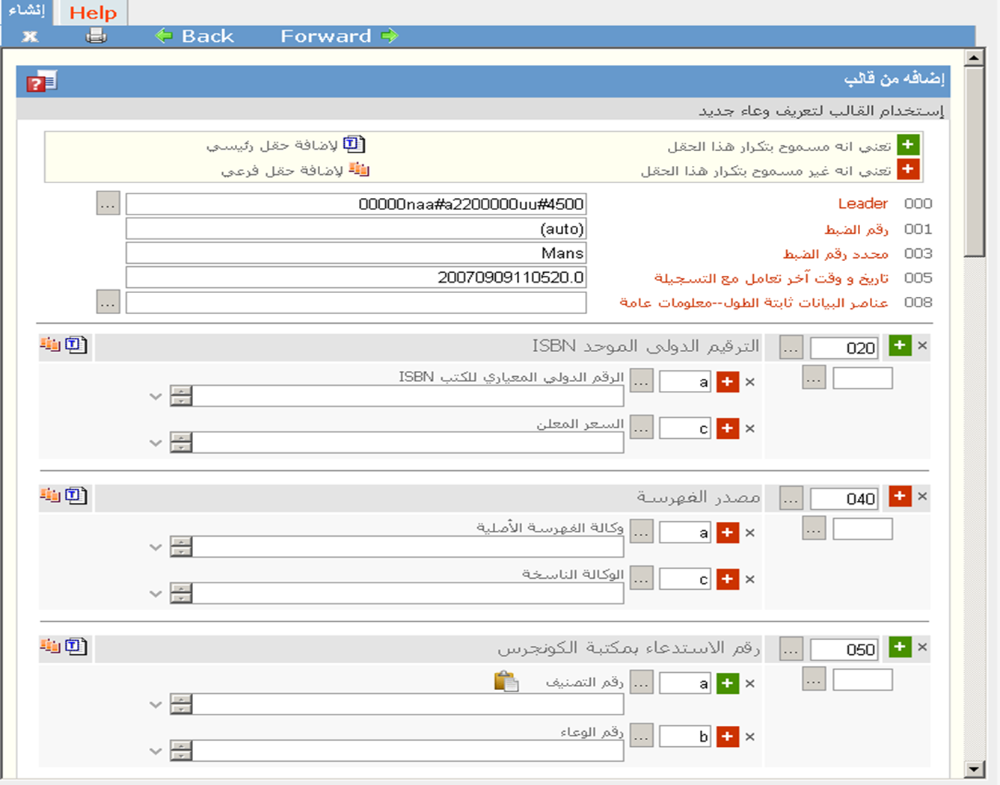 إنشاء Help
Back Forward
إضافه من قالب
إستخدام القالب لتعريف وعاء جديد
تعني انه مسموح بتكرار هذا الحقل لإضافة حقل رئيسي
تعني انه غير مسموح بتكرار هذا الحقل لإضافة حقل فرعي
000 Leader 00000naa#a2200000uu#4500 ...
001 رقم الضبط (auto)
003 محدد رقم الضبط Mans
005 تاريخ و وقت آخر تعامل مع التسجيلة 20070909110520.0
008 عناصر البيانات ثابتة الطول--معلومات عامة ...
020 ... الترقيم الدولى الموحد ISBN
... a ... الرقم الدولي المعياري للكتب ISBN
c ... السعر المعلن
040 ... مصدر الفهرسة
... a ... وكالة الفهرسة الأصلية
c ... الوكالة الناسخة
050 ... رقم الاستدعاء بمكتبة الكونجرس
... a ... رقم التصنيف
b ... رقم الوعاء